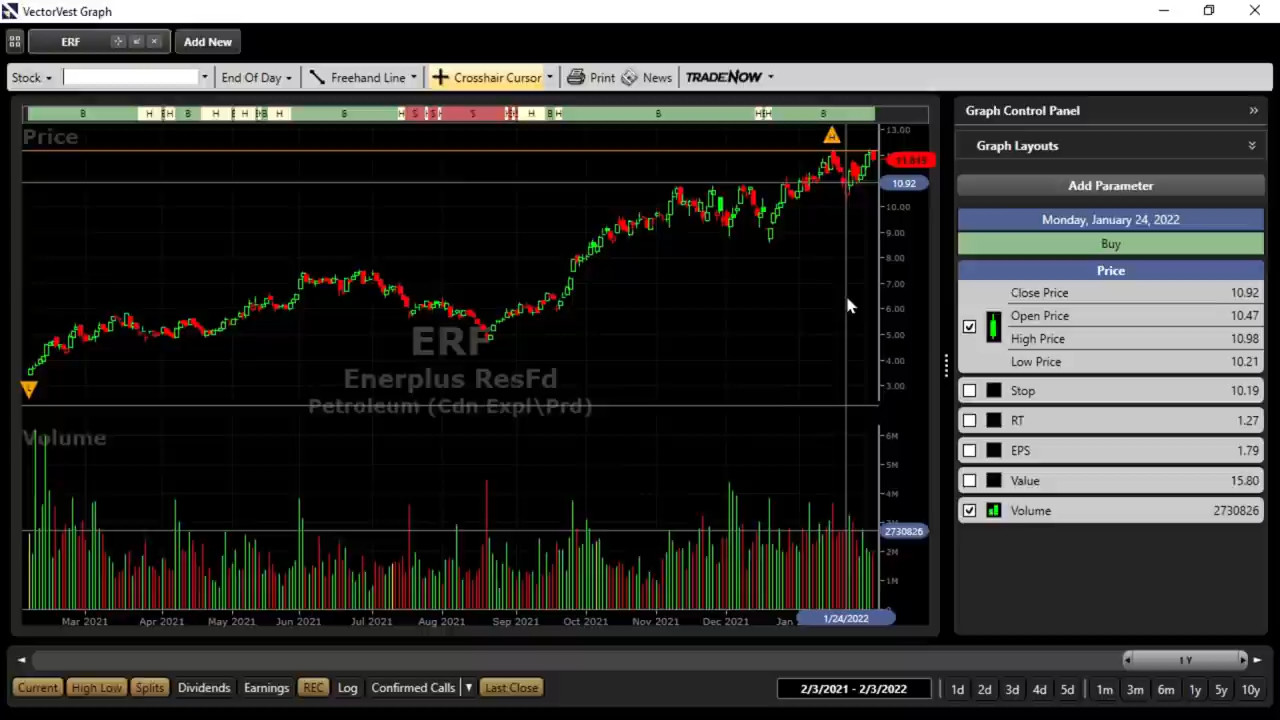 VectorVest Graph
ERF
Add New
Stock
End Of Day
Freehand Line
Crosshair Cursor
Print
News
TRADENOW
B H H B H H B H B H S S S H H B H B H H B
Price
13.00
11.815
10.92
10.00
9.00
8.00
7.00
6.00
5.00
4.00
3.00
H
L
ERF
Enerplus ResFd
Petroleum (Cdn Expl\Prd)
Volume
6M
5M
4M
2730826
2M
1M
Mar 2021 Apr 2021 May 2021 Jun 2021 Jul 2021 Aug 2021 Sep 2021 Oct 2021 Nov 2021 Dec 2021 Jan 1/24/2022
Graph Control Panel
Graph Layouts
Add Parameter
Monday, January 24, 2022
Buy
Price
Close Price 10.92
Open Price 10.47
High Price 10.98
Low Price 10.21
Stop 10.19
RT 1.27
EPS 1.79
Value 15.80
Volume 2730826
1 Y
Current High Low Splits Dividends Earnings REC Log Confirmed Calls Last Close
2/3/2021 - 2/3/2022
1d 2d 3d 4d 5d 1m 3m 6m 1y 5y 10y